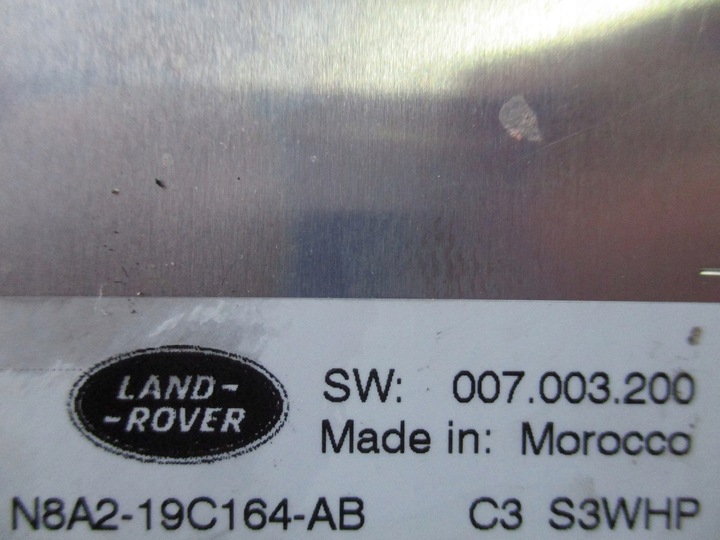 LAND-
-ROVER
SW: 007.003.200
Made in: Morocco
N8A2-19C164-AB C3 S3WHP